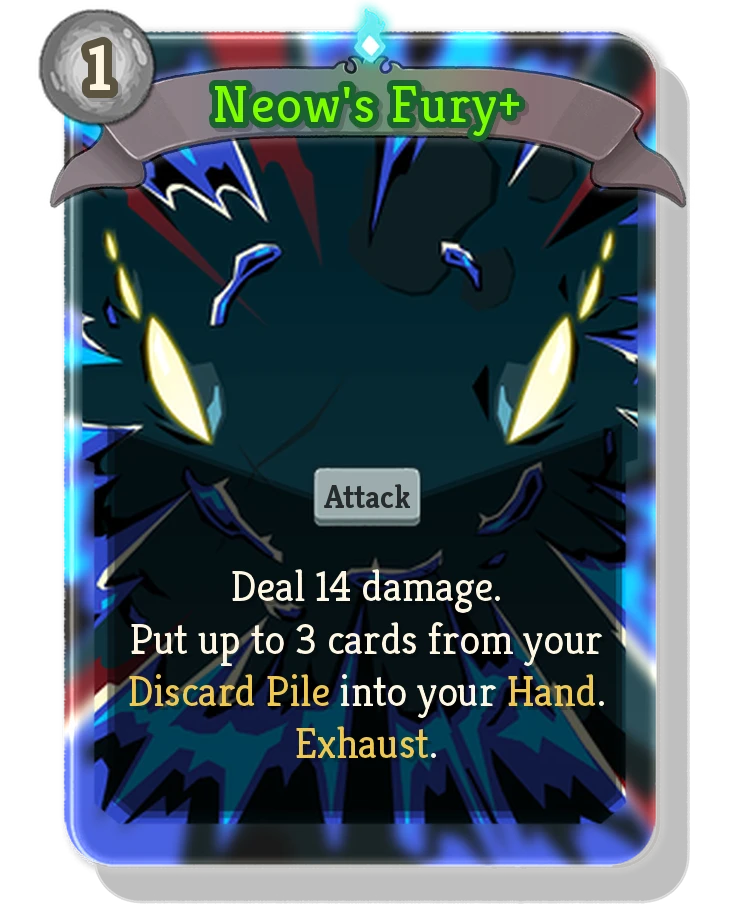 1
Neow's Fury+
Attack
Deal 14 damage.
Put up to 3 cards from your
Discard Pile into your Hand.
Exhaust.